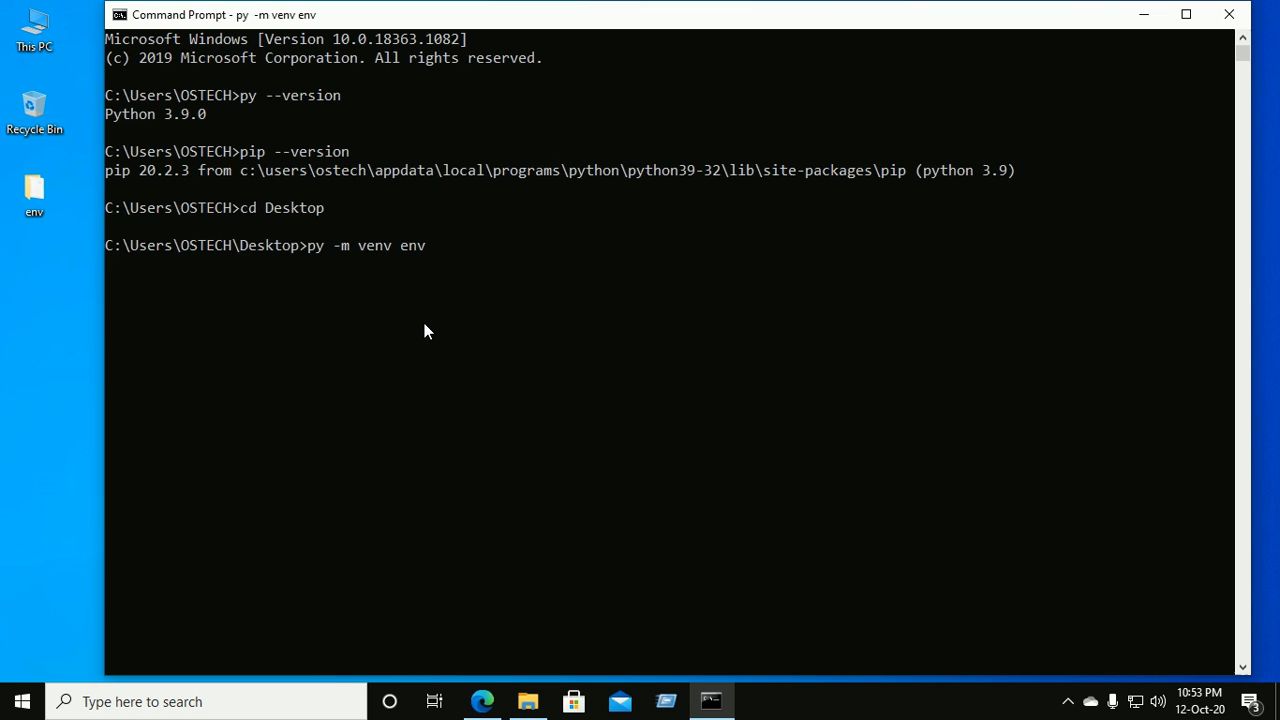 Command Prompt - py  -m venv env
This PC
Recycle Bin
env
Microsoft Windows [Version 10.0.18363.1082]
(c) 2019 Microsoft Corporation. All rights reserved.
C:\Users\OSTECH>py --version
Python 3.9.0
C:\Users\OSTECH>pip --version
pip 20.2.3 from c:\users\ostech\appdata\local\programs\python\python39-32\lib\site-packages\pip (python 3.9)
C:\Users\OSTECH>cd Desktop
C:\Users\OSTECH\Desktop>py -m venv env
Type here to search
10:53 PM
12-Oct-20
3